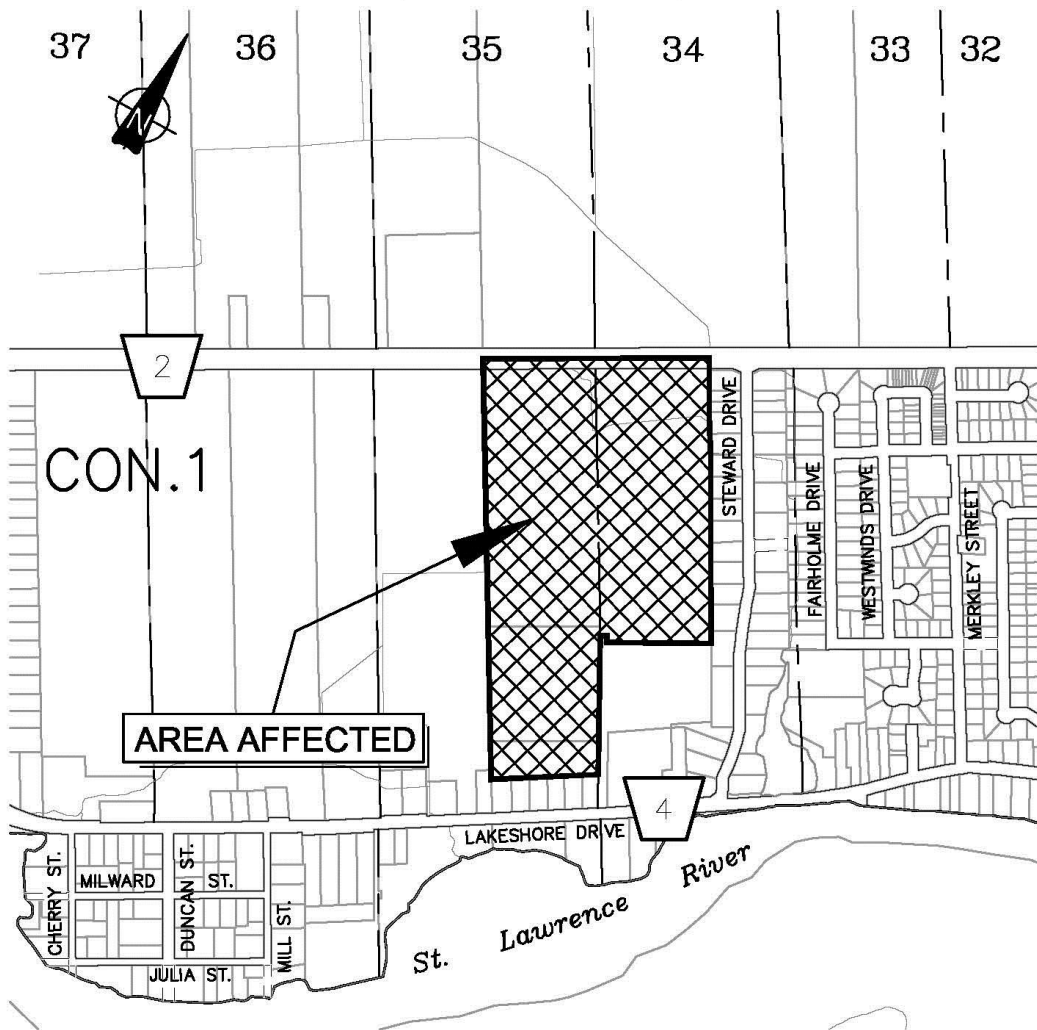 37
36
35
34
33
32
N
2
CON.1
STEWARD DRIVE
FAIRHOLME DRIVE
WESTWINDS DRIVE
MERKLEY STREET
AREA AFFECTED
4
LAKESHORE DRIVE
CHERRY ST.
MILWARD ST.
DUNCAN ST.
MILL ST.
JULIA ST.
St. Lawrence River